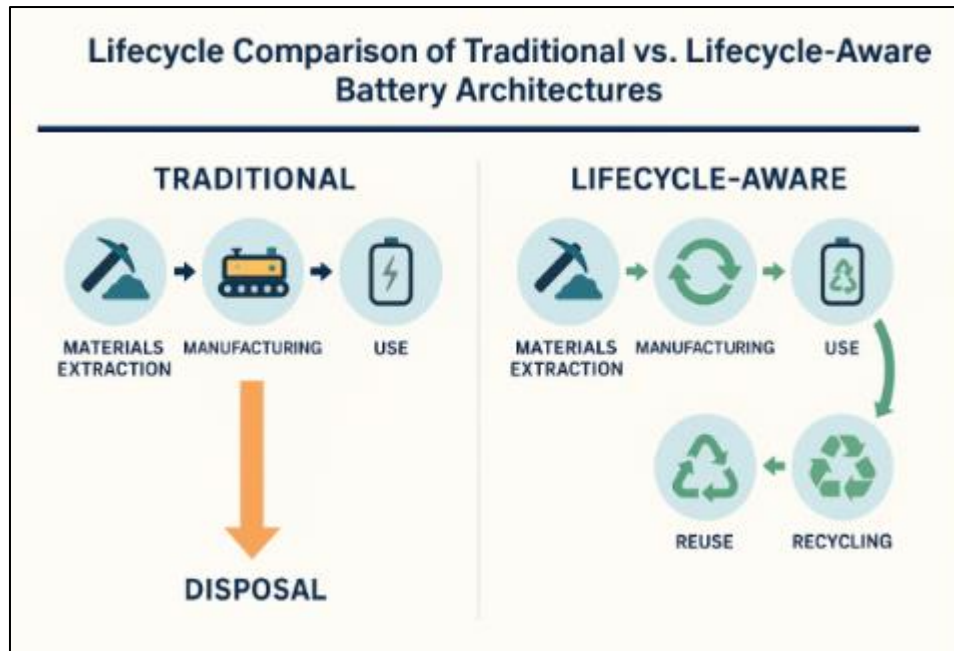 Lifecycle Comparison of Traditional vs. Lifecycle-Aware
Battery Architectures
TRADITIONAL
MATERIALS
EXTRACTION
MANUFACTURING
USE
DISPOSAL
LIFECYCLE-AWARE
MATERIALS
EXTRACTION
MANUFACTURING
USE
REUSE
RECYCLING